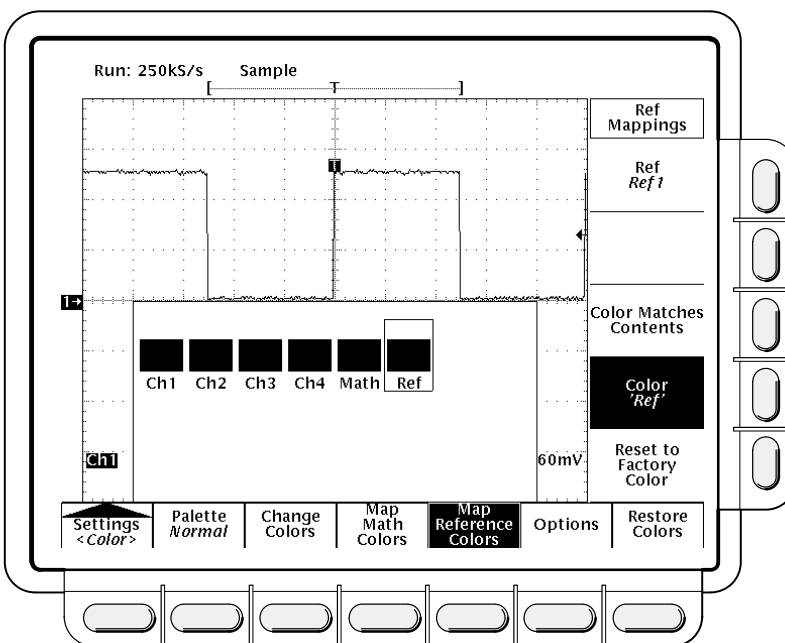 Run: 250kS/s Sample
[ T ]
Ref
Mappings
Ref
Ref1
T
1→
Color Matches
Contents
Ch1 Ch2 Ch3 Ch4 Math Ref
Color
'Ref'
Ch1
60mV
Reset to
Factory
Color
Settings
<Color>
Palette
Normal
Change
Colors
Map
Math
Colors
Map
Reference
Colors
Options
Restore
Colors